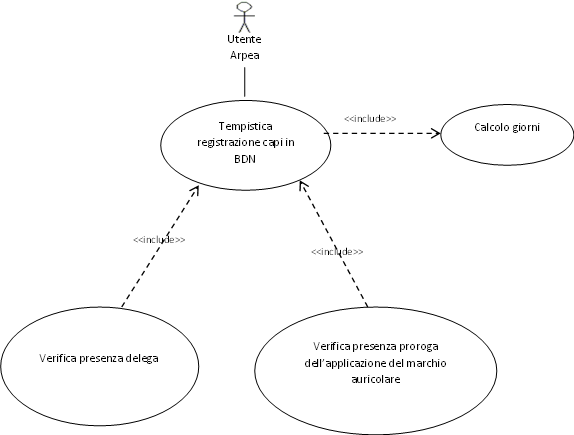 Utente
Arpea
Tempistica
registrazione capi in
BDN
<<include>>
Calcolo giorni
<<include>>
<<include>>
Verifica presenza delega
Verifica presenza proroga
dell'applicazione del marchio
auricolare